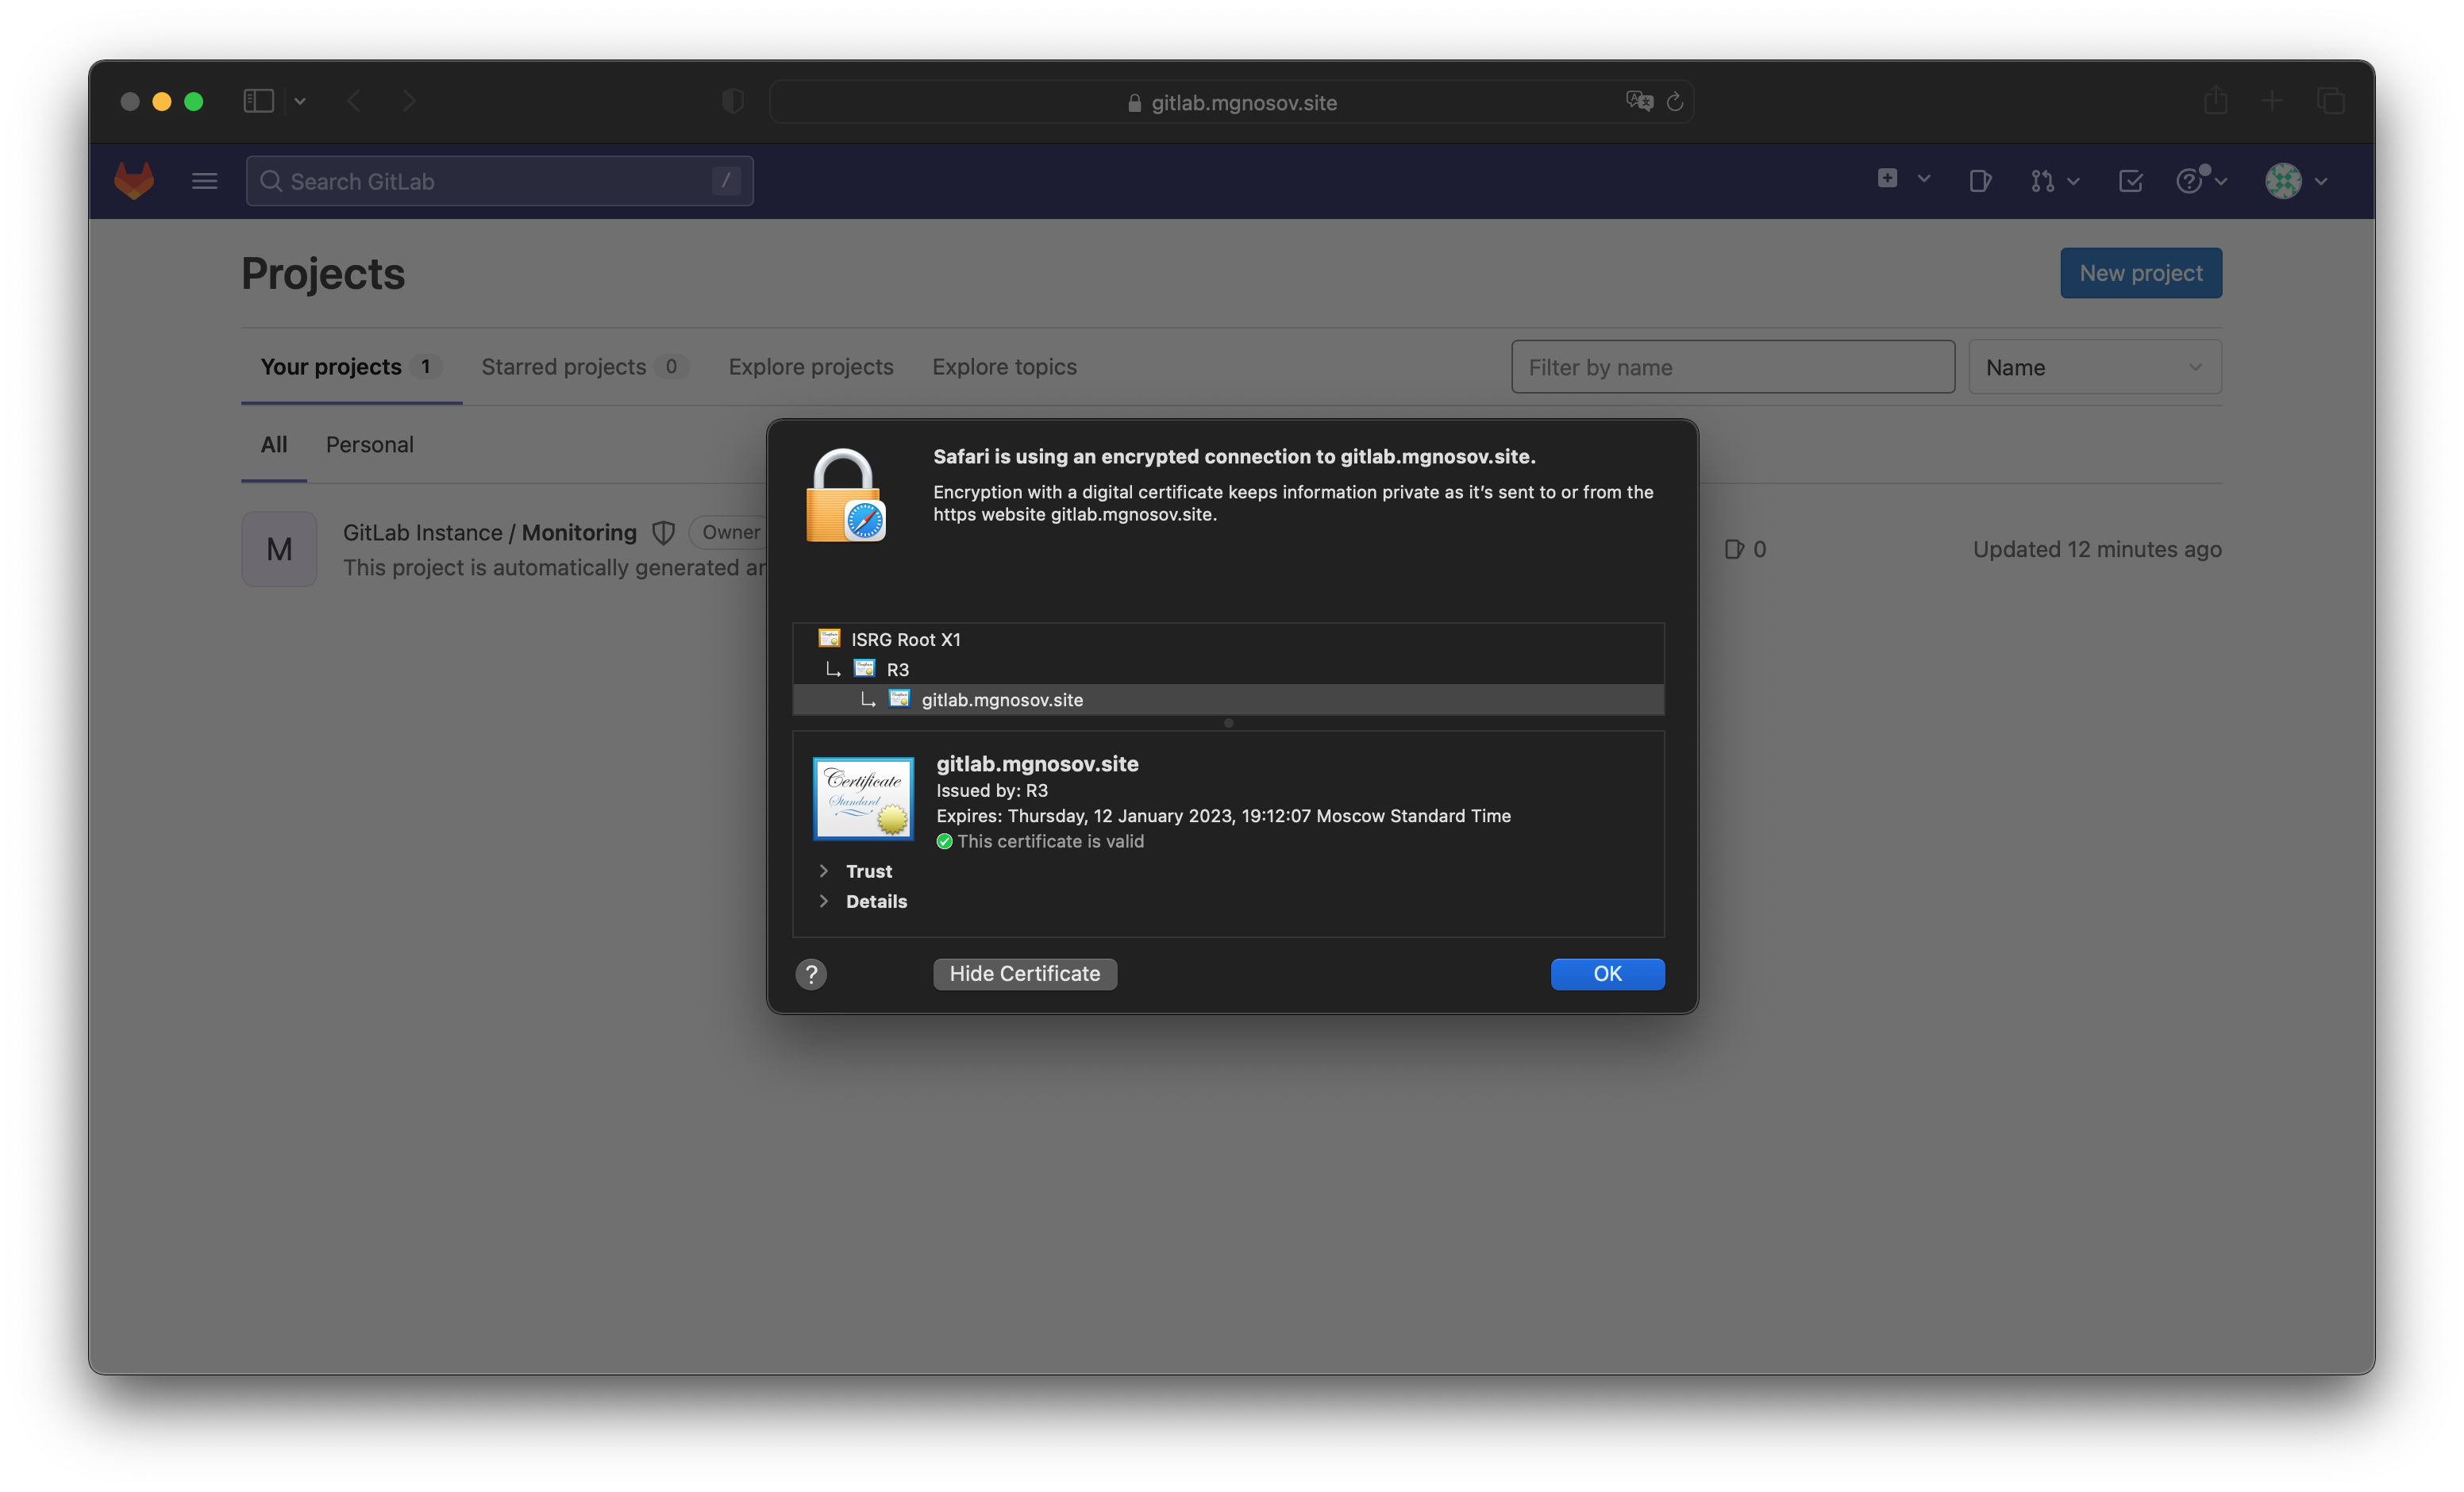 gitlab.mgnosov.site
Search GitLab /
Projects
New project
Your projects 1 Starred projects 0 Explore projects Explore topics
Filter by name
Name
All Personal
M
GitLab Instance / Monitoring Owner
This project is automatically generated
0
Updated 12 minutes ago
Safari is using an encrypted connection to gitlab.mgnosov.site.
Encryption with a digital certificate keeps information private as it’s sent to or from the
https website gitlab.mgnosov.site.
ISRG Root X1
R3
gitlab.mgnosov.site
Certificate
Standard
gitlab.mgnosov.site
Issued by: R3
Expires: Thursday, 12 January 2023, 19:12:07 Moscow Standard Time
This certificate is valid
Trust
Details
?
Hide Certificate
OK